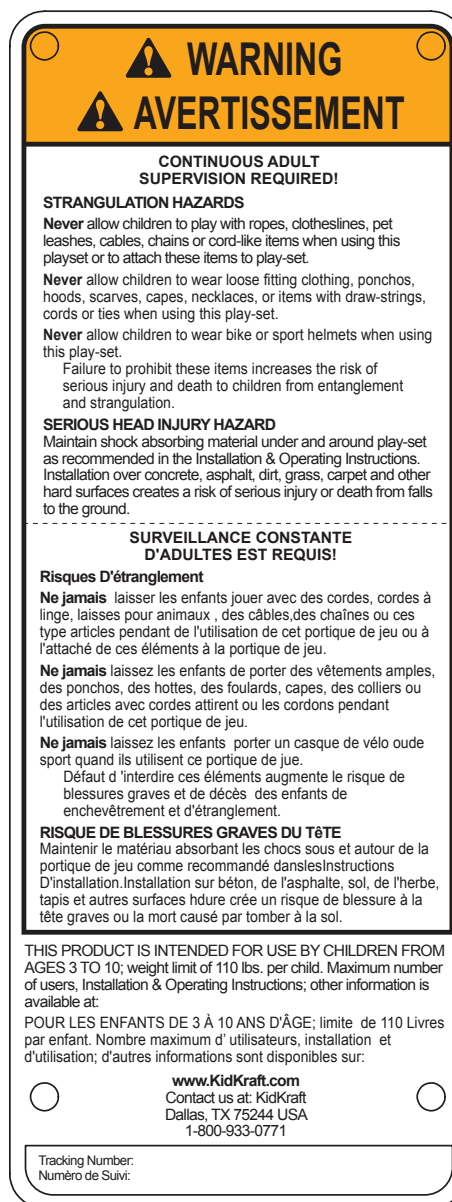 WARNING
AVERTISSEMENT
CONTINUOUS ADULT
SUPERVISION REQUIRED!
STRANGULATION HAZARDS
Never allow children to play with ropes, clotheslines, pet
leashes, cables, chains or cord-like items when using this
playset or to attach these items to play-set.
Never allow children to wear loose fitting clothing, ponchos,
hoods, scarves, capes, necklaces, or items with draw-strings,
cords or ties when using this play-set.
Never allow children to wear bike or sport helmets when using
this play-set.
Failure to prohibit these items increases the risk of
serious injury and death to children from entanglement
and strangulation.
SERIOUS HEAD INJURY HAZARD
Maintain shock absorbing material under and around play-set
as recommended in the Installation & Operating Instructions.
Installation over concrete, asphalt, dirt, grass, carpet and other
hard surfaces creates a risk of serious injury or death from falls
to the ground.
SURVEILLANCE CONSTANTE
D'ADULTES EST REQUIS!
Risques D'étranglement
Ne jamais laisser les enfants jouer avec des cordes, cordes à
linge, laisses pour animaux , des câbles,des chaînes ou ces
type articles pendant de l'utilisation de cet portique de jeu ou à
l'attaché de ces éléments à la portique de jeu.
Ne jamais laissez les enfants de porter des vêtements amples,
des ponchos, des hottes, des foulards, capes, des colliers ou
des articles avec cordes attirent ou les cordons pendant
l'utilisation de cet portique de jeu.
Ne jamais laissez les enfants porter un casque de vélo oude
sport quand ils utilisent ce portique de jue.
Défaut d 'interdire ces éléments augmente le risque de
blessures graves et de décès des enfants de
enchevêtrement et d'étranglement.
RISQUE DE BLESSURES GRAVES DU TêTE
Maintenir le matériau absorbant les chocs sous et autour de la
portique de jeu comme recommandé danslesInstructions
D'installation.Installation sur béton, de l'asphalte, sol, de l'herbe,
tapis et autres surfaces hdure crée un risque de blessure à la
tête graves ou la mort causé par tomber à la sol.
THIS PRODUCT IS INTENDED FOR USE BY CHILDREN FROM
AGES 3 TO 10; weight limit of 110 lbs. per child. Maximum number
of users, Installation & Operating Instructions; other information is
available at:
POUR LES ENFANTS DE 3 À 10 ANS D'ÂGE; limite de 110 Livres
par enfant. Nombre maximum d' utilisateurs, installation et
d'utilisation; d'autres informations sont disponibles sur:
www.KidKraft.com
Contact us at: KidKraft
Dallas, TX 75244 USA
1-800-933-0771
Tracking Number:
Numèro de Suivi: